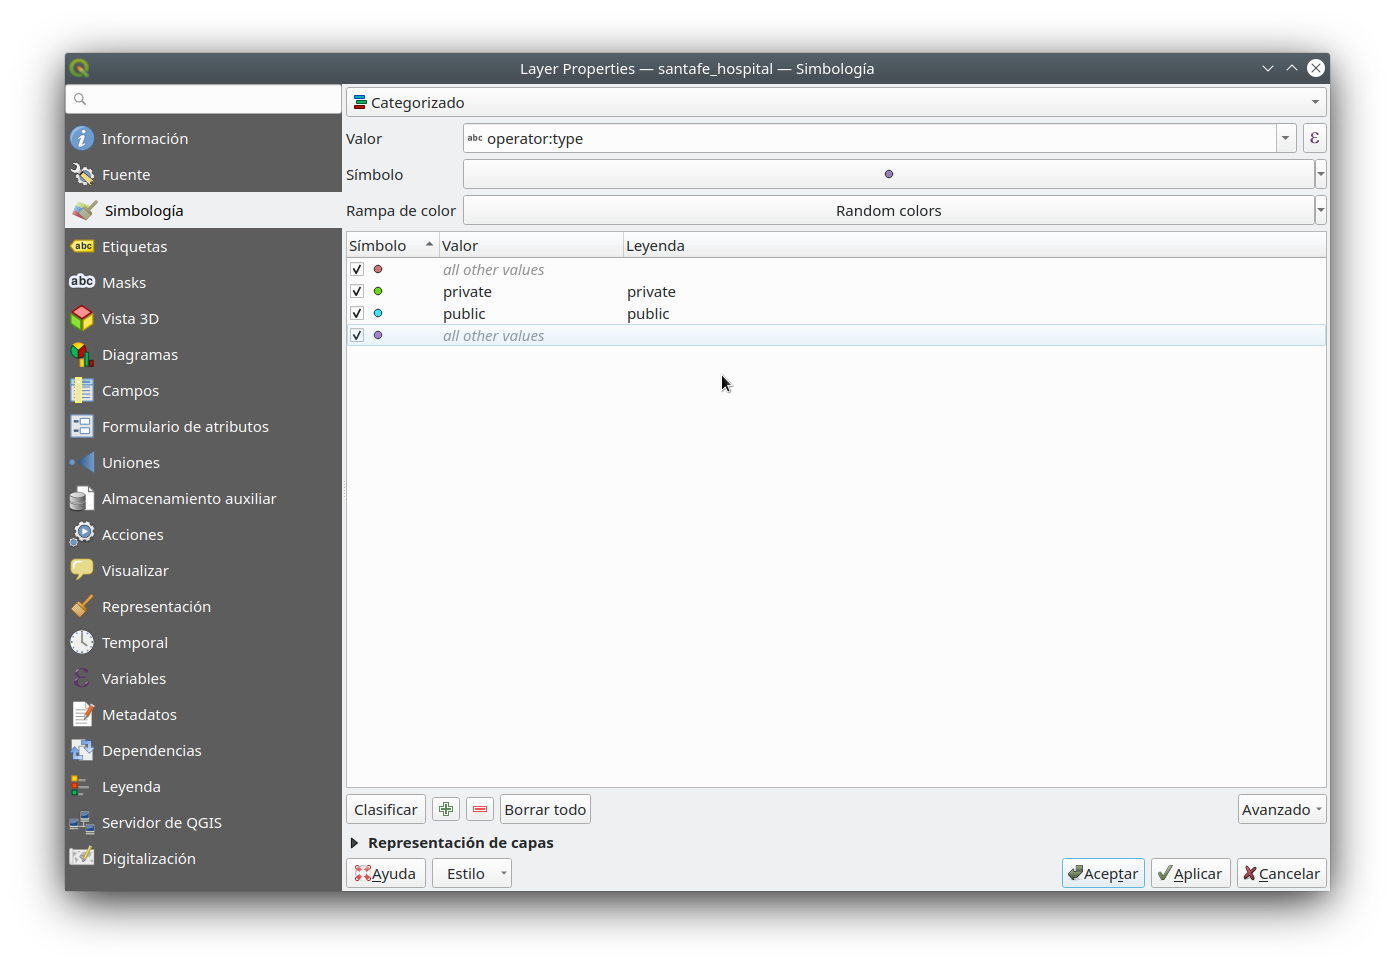 Layer Properties — santafe_hospital — Simbología
Categorizado
Información
Valor
abc operator:type
ε
Fuente
Símbolo
Simbología
Rampa de color
Random colors
abc Etiquetas
Símbolo
Valor
Leyenda
all other values
abc Masks
private
private
Vista 3D
public
public
all other values
Diagramas
Campos
Formulario de atributos
Uniones
Almacenamiento auxiliar
Acciones
Visualizar
Representación
Temporal
ε Variables
Metadatos
Dependencias
Leyenda
Servidor de QGIS
Digitalización
Clasificar
Borrar todo
Avanzado
Representación de capas
Ayuda
Estilo
Aceptar
Aplicar
Cancelar